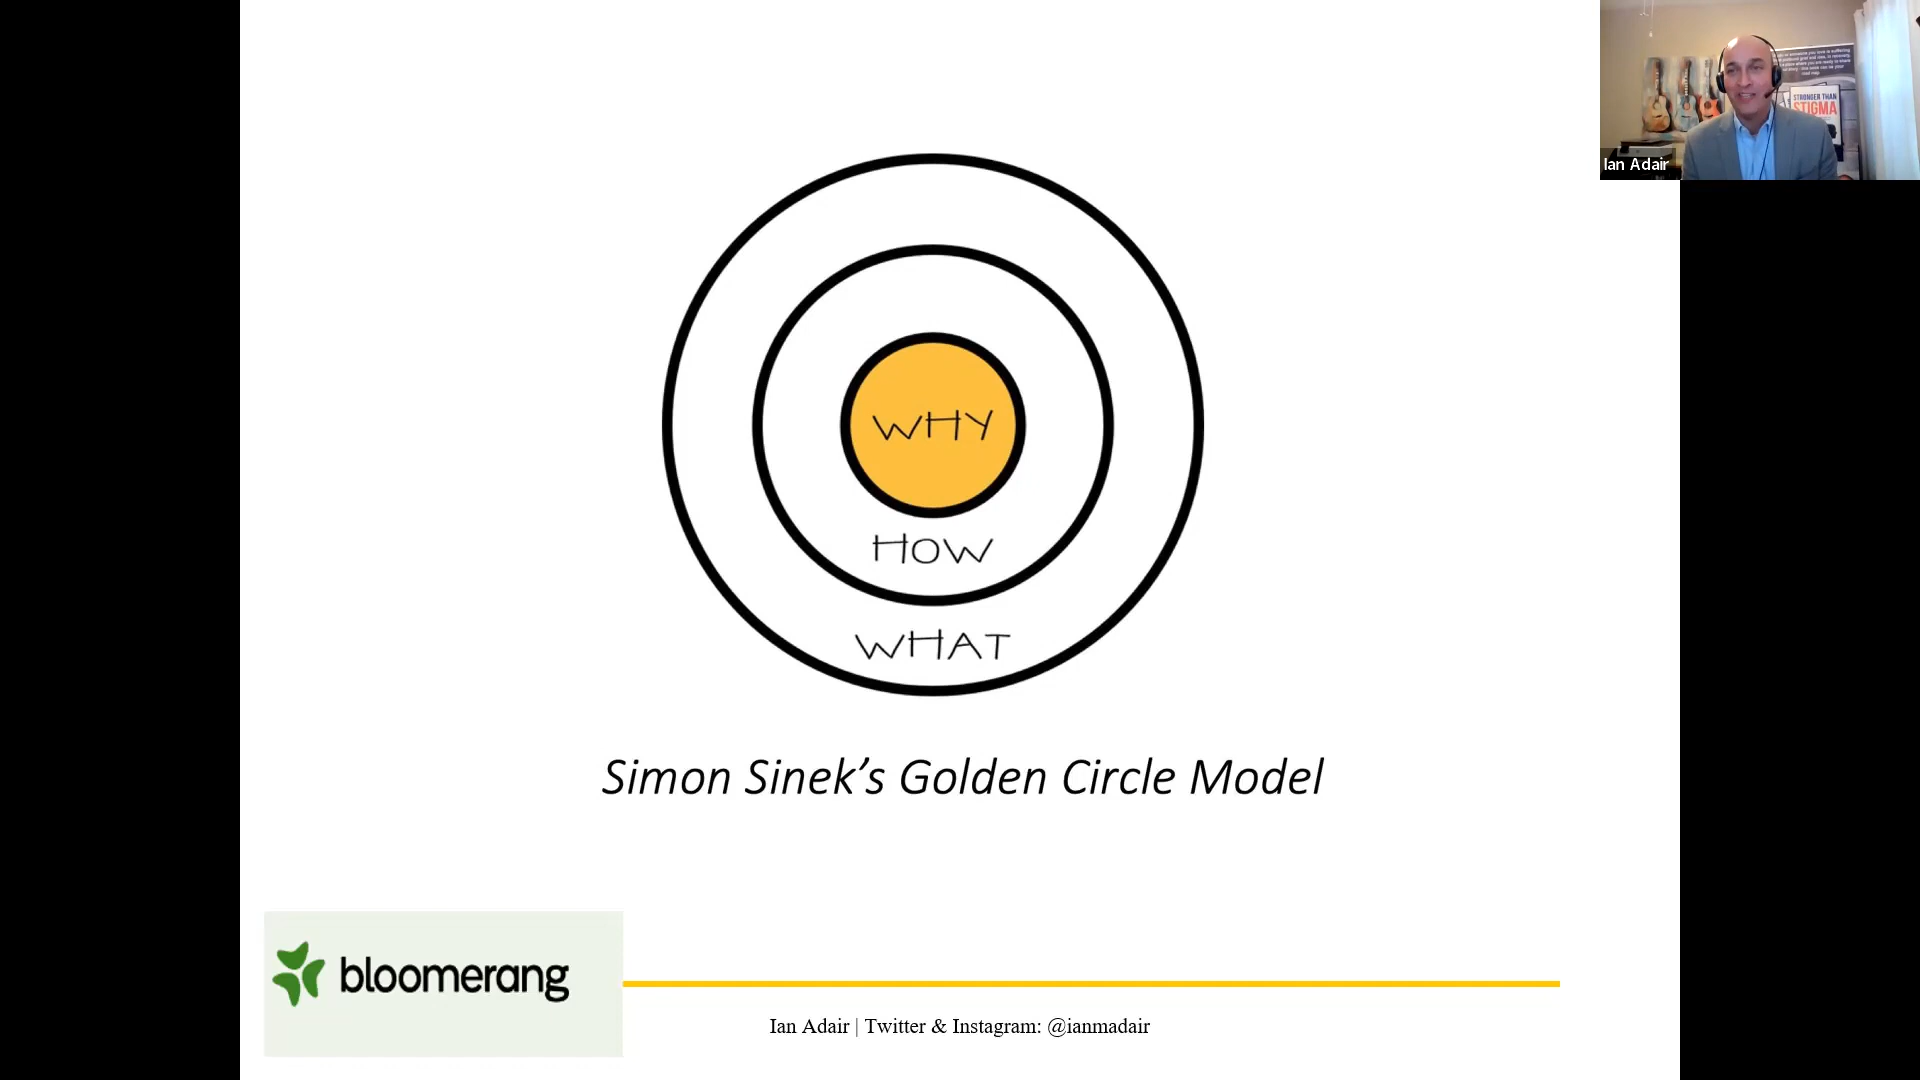 WHY
HOW
WHAT
Simon Sinek’s Golden Circle Model
bloomerang
Ian Adair | Twitter & Instagram: @ianmadair
STRONGER THAN
STIGMA
Ian Adair